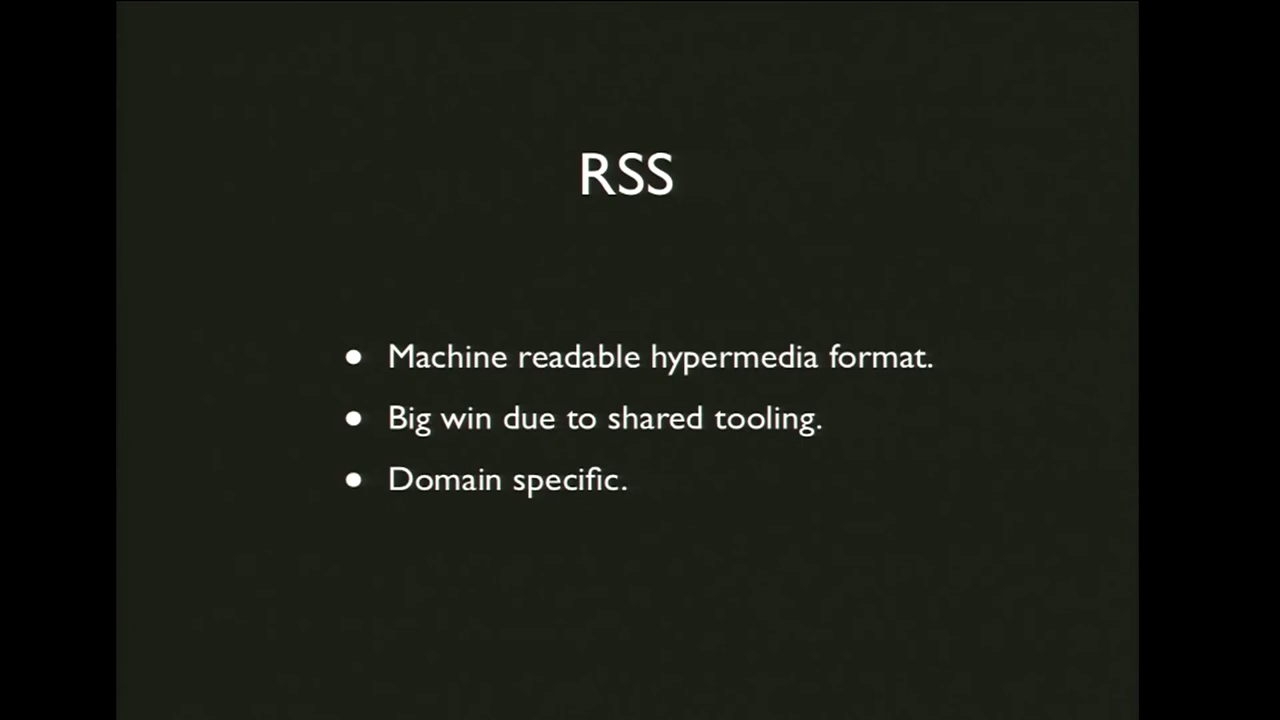 RSS
● Machine readable hypermedia format.
● Big win due to shared tooling.
● Domain specific.